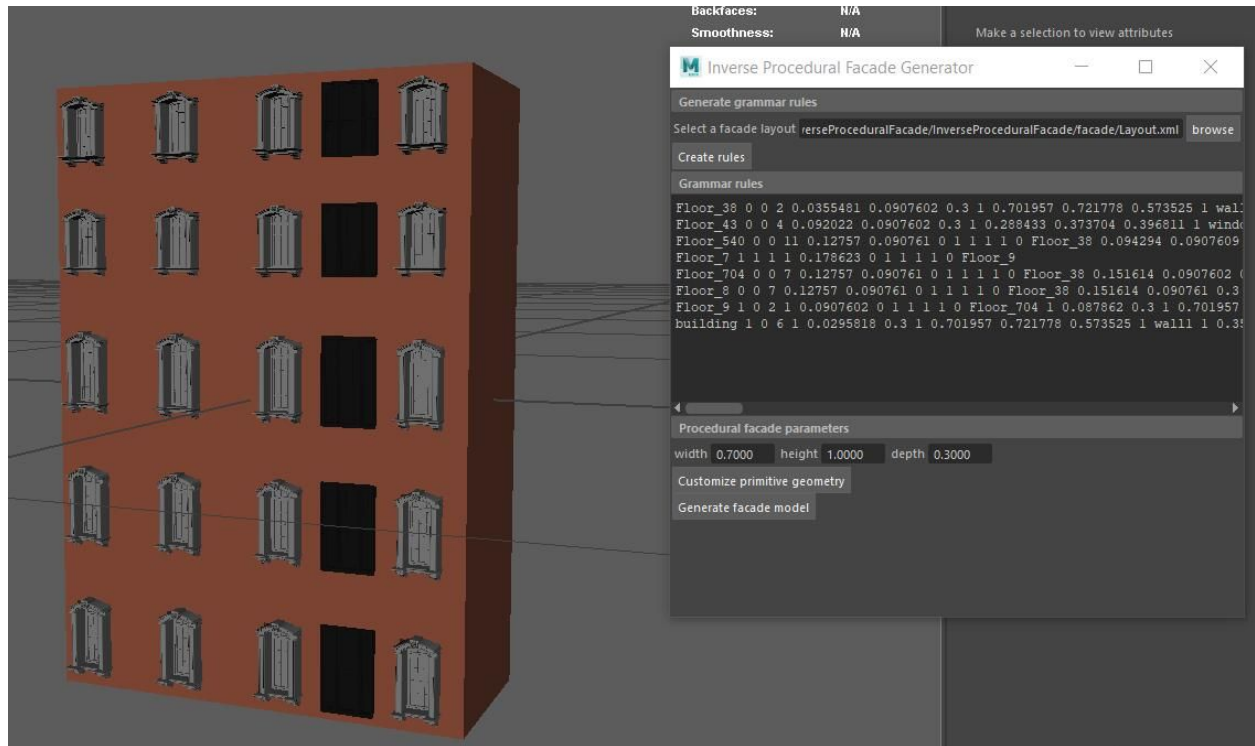 Backfaces: N/A
Smoothness: N/A
Make a selection to view attributes
Inverse Procedural Facade Generator
Generate grammar rules
Select a facade layout verseProceduralFacade/InverseProceduralFacade/facade/Layout.xml browse
Create rules
Grammar rules
Floor_38 0 0 2 0.0355481 0.0907602 0.3 1 0.701957 0.721778 0.573525 1 wall
Floor_43 0 0 4 0.092022 0.0907602 0.3 1 0.288433 0.373704 0.396811 1 windo
Floor_540 0 0 11 0.12757 0.090761 0 1 1 1 1 0 Floor_38 0.094294 0.0907609
Floor_7 1 1 1 1 0.178623 0 1 1 1 1 0 Floor_9
Floor_704 0 0 7 0.12757 0.090761 0 1 1 1 1 0 Floor_38 0.151614 0.0907602 0
Floor_8 0 0 7 0.12757 0.090761 0 1 1 1 1 0 Floor_38 0.151614 0.090761 0.3
Floor_9 1 0 2 1 0.0907602 0 1 1 1 1 0 Floor_704 1 0.087862 0.3 1 0.701957
building 1 0 6 1 0.0295818 0.3 1 0.701957 0.721778 0.573525 1 wall1 1 0.35
Procedural facade parameters
width 0.7000 height 1.0000 depth 0.3000
Customize primitive geometry
Generate facade model